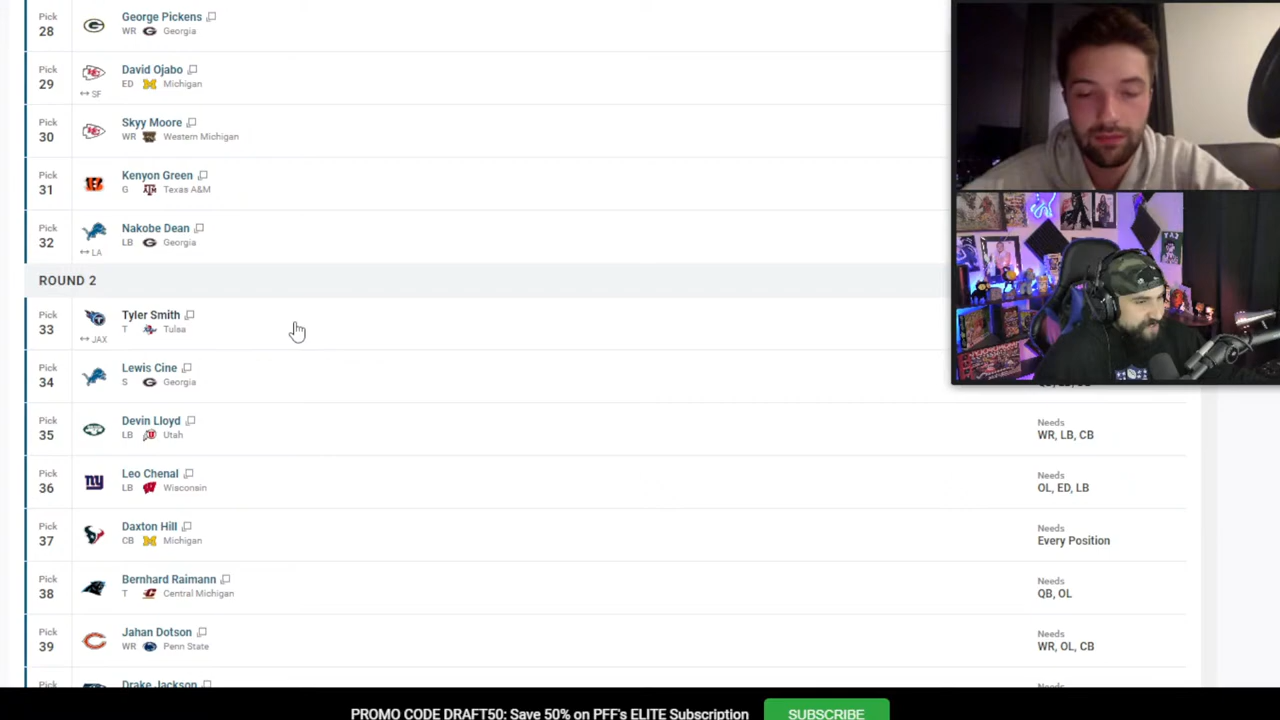 Pick
28
George Pickens
WR Georgia
Pick
29
↔ SF
David Ojabo
ED Michigan
Pick
30
Skyy Moore
WR Western Michigan
Pick
31
Kenyon Green
G Texas A&M
Pick
32
↔ LA
Nakobe Dean
LB Georgia
ROUND 2
Pick
33
↔ JAX
Tyler Smith
T Tulsa
Pick
34
Lewis Cine
S Georgia
Pick
35
Devin Lloyd
LB Utah
Needs
WR, LB, CB
Pick
36
Leo Chenal
LB Wisconsin
Needs
OL, ED, LB
Pick
37
Daxton Hill
CB Michigan
Needs
Every Position
Pick
38
Bernhard Raimann
T Central Michigan
Needs
QB, OL
Pick
39
Jahan Dotson
WR Penn State
Needs
WR, OL, CB
Pick
Drake Jackson
Needs
PROMO CODE DRAFT50: Save 50% on PFF's ELITE Subscription
SUBSCRIBE